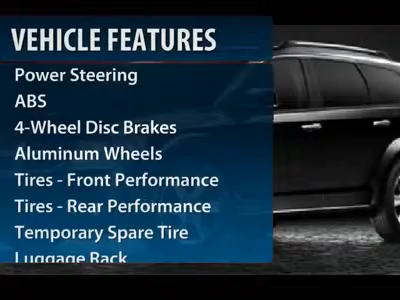 VEHICLE FEATURES
Power Steering
ABS
4-Wheel Disc Brakes
Aluminum Wheels
Tires - Front Performance
Tires - Rear Performance
Temporary Spare Tire
Luggage Rack